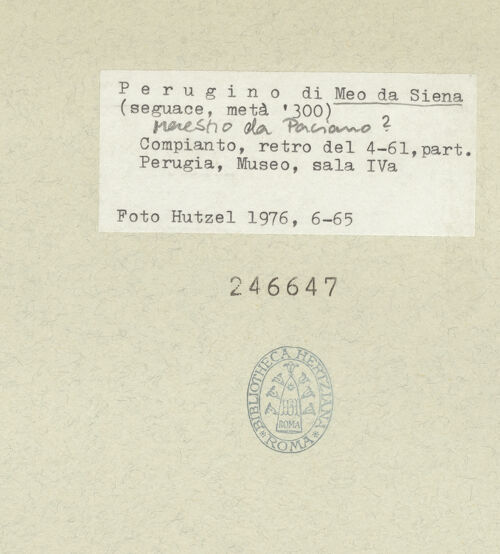 P e r u g i n o di Meo da Siena
(seguace, metà '300)
Maestro da Paciano ?
Compianto, retro del 4-61, part.
Perugia, Museo, sala IVa
Foto Hutzel 1976, 6-65
246647
BIBLIOTHECA HERTZIANA
ROMA
ROMA